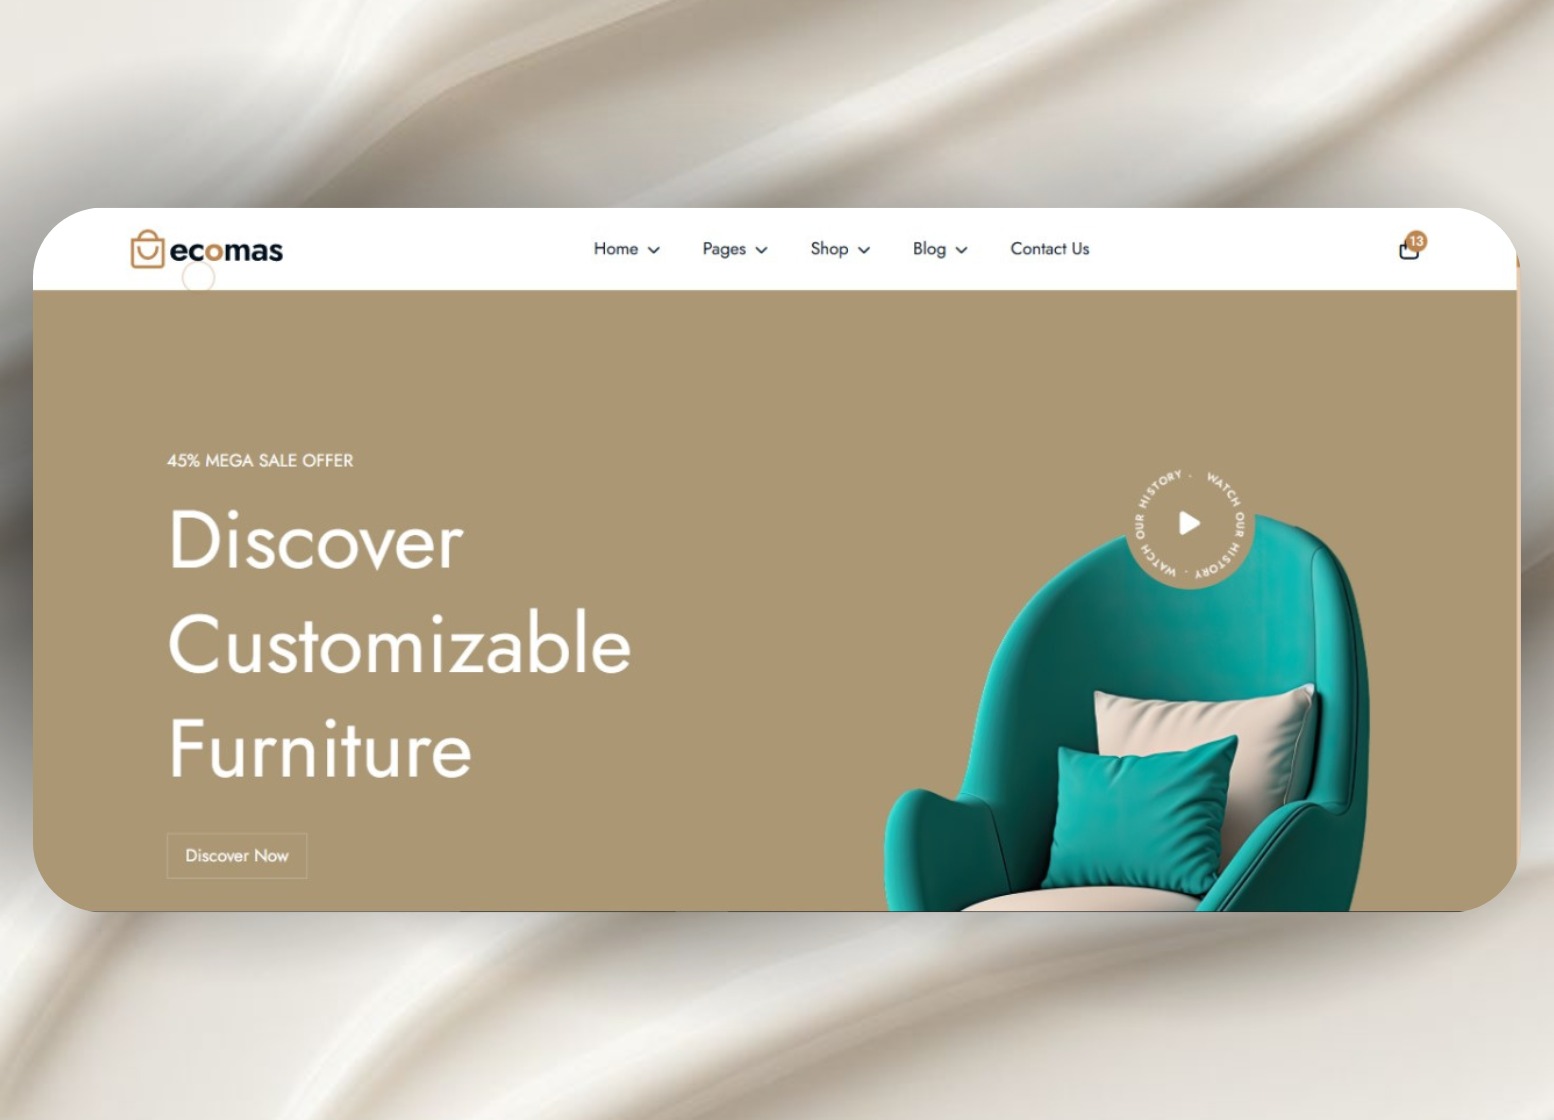 ecomas
Home
Pages
Shop
Blog
Contact Us
13
45% MEGA SALE OFFER
Discover
Customizable
Furniture
Discover Now
WATCH OUR HISTORY · WATCH OUR HISTORY ·